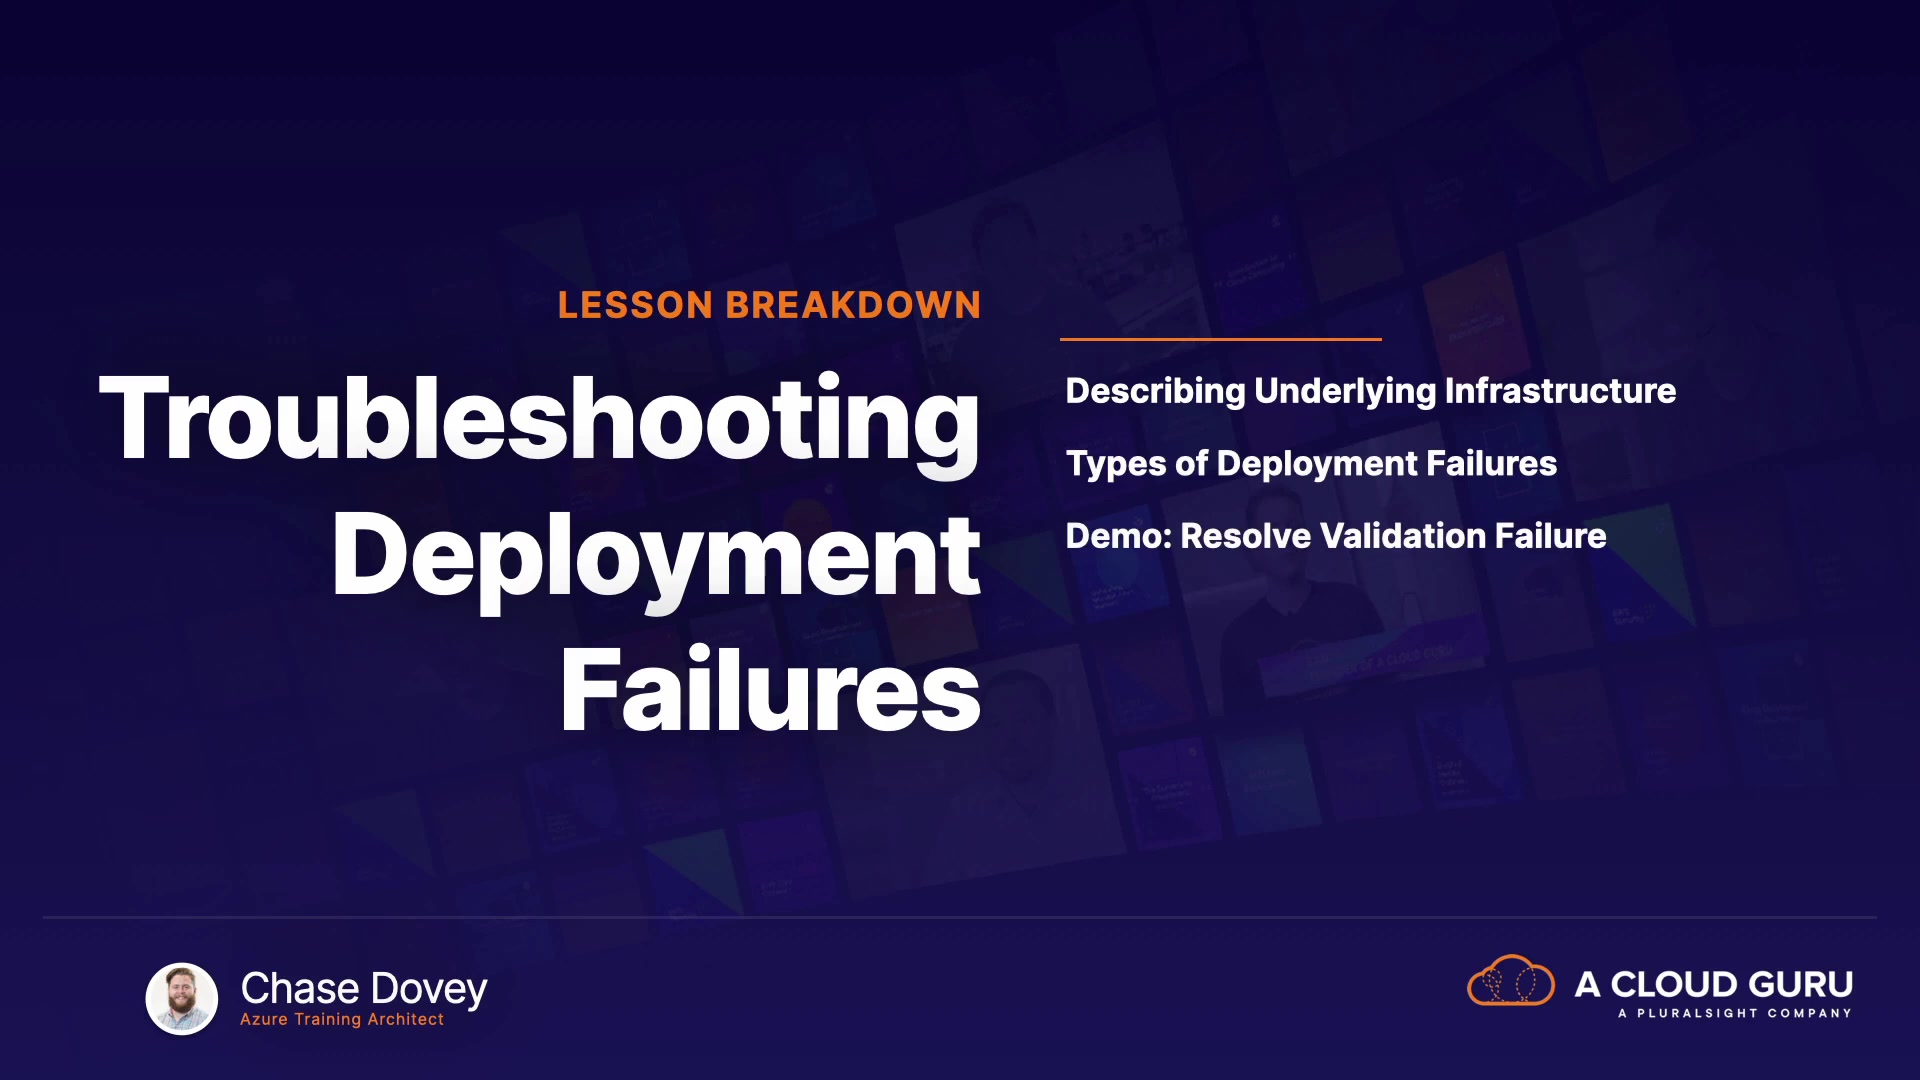 LESSON BREAKDOWN
Troubleshooting
Deployment
Failures
Describing Underlying Infrastructure
Types of Deployment Failures
Demo: Resolve Validation Failure
Chase Dovey
Azure Training Architect
A CLOUD GURU
A PLURALSIGHT COMPANY